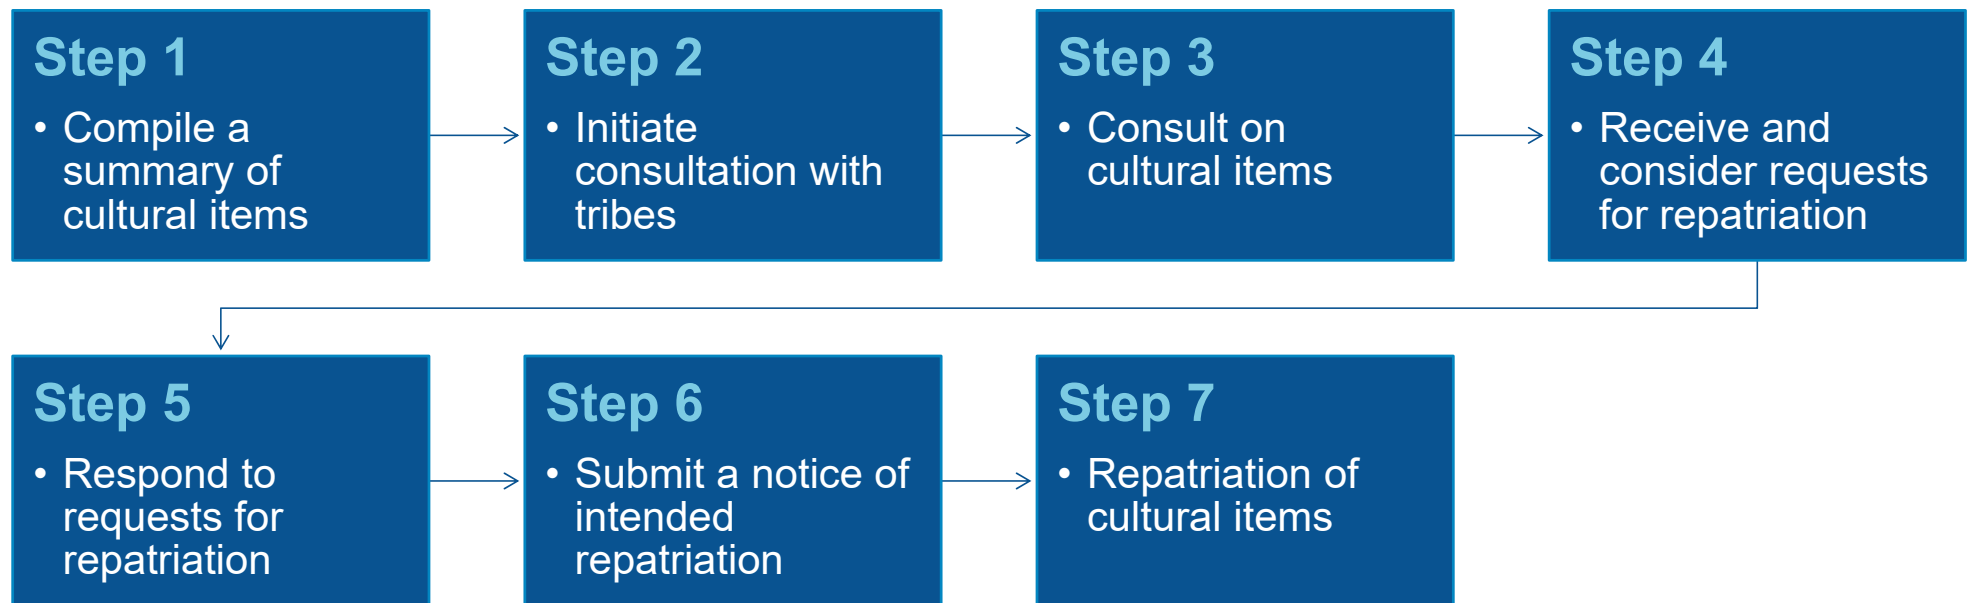 Step 1
• Compile a
summary of
cultural items
Step 2
• Initiate
consultation with
tribes
Step 3
• Consult on
cultural items
Step 4
• Receive and
consider requests
for repatriation
Step 5
• Respond to
requests for
repatriation
Step 6
• Submit a notice of
intended
repatriation
Step 7
• Repatriation of
cultural items